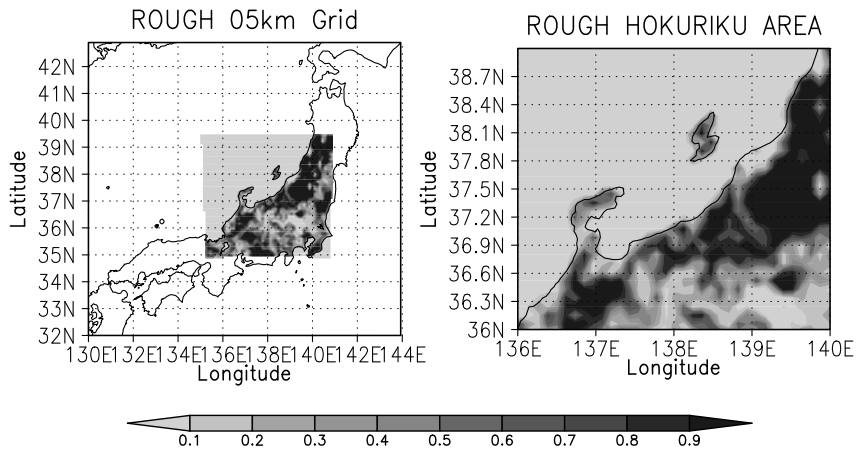 ROUGH 05km Grid
42N
41N
40N
39N
38N
37N
36N
35N
34N
33N
32N
130E 132E 134E 136E 138E 140E 142E 144E
Latitude
Longitude
ROUGH HOKURIKU AREA
38.7N
38.4N
38.1N
37.8N
37.5N
37.2N
36.9N
36.6N
36.3N
36N
136E 137E 138E 139E 140E
Latitude
Longitude
0.1 0.2 0.3 0.4 0.5 0.6 0.7 0.8 0.9